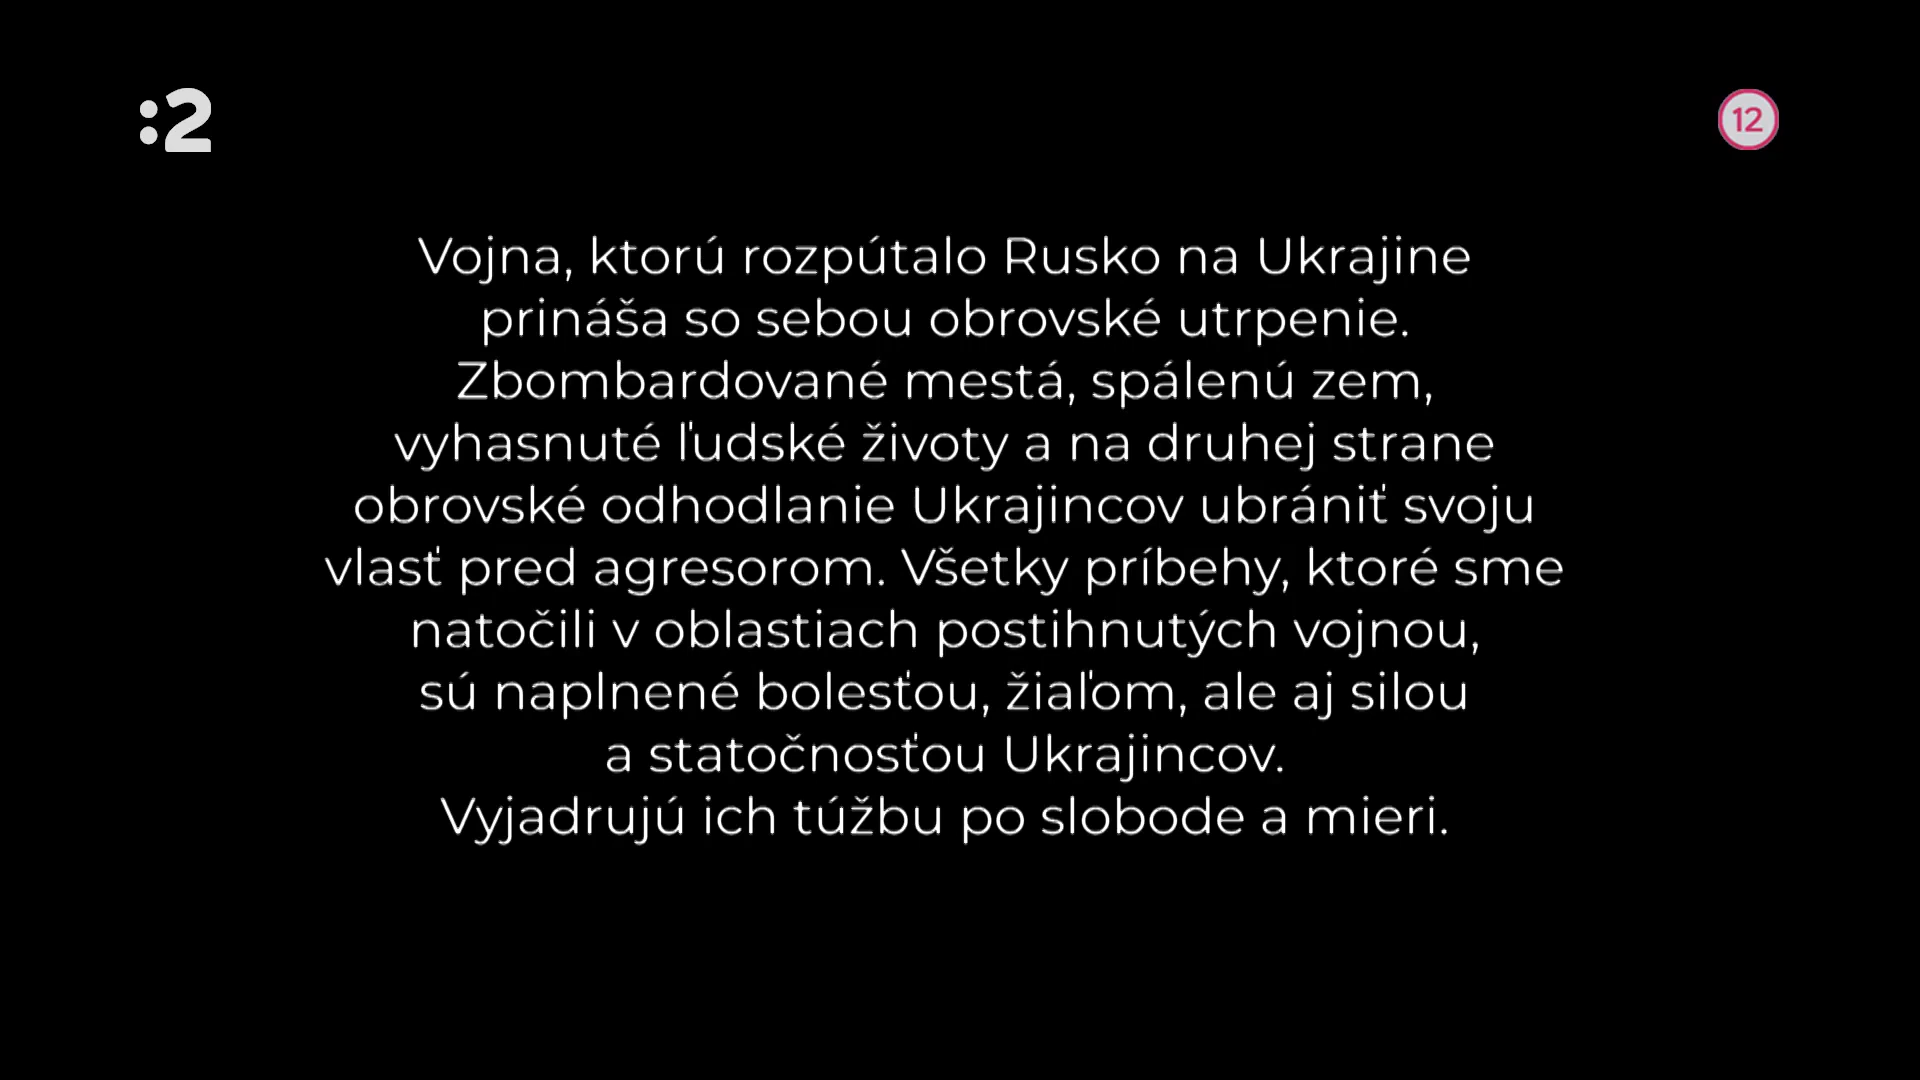 :2
12
Vojna, ktorú rozpútalo Rusko na Ukrajine
prináša so sebou obrovské utrpenie.
Zbombardované mestá, spálenú zem,
vyhasnuté ľudské životy a na druhej strane
obrovské odhodlanie Ukrajincov ubrániť svoju
vlasť pred agresorom. Všetky príbehy, ktoré sme
natočili v oblastiach postihnutých vojnou,
sú naplnené bolesťou, žiaľom, ale aj silou
a statočnosťou Ukrajincov.
Vyjadrujú ich túžbu po slobode a mieri.